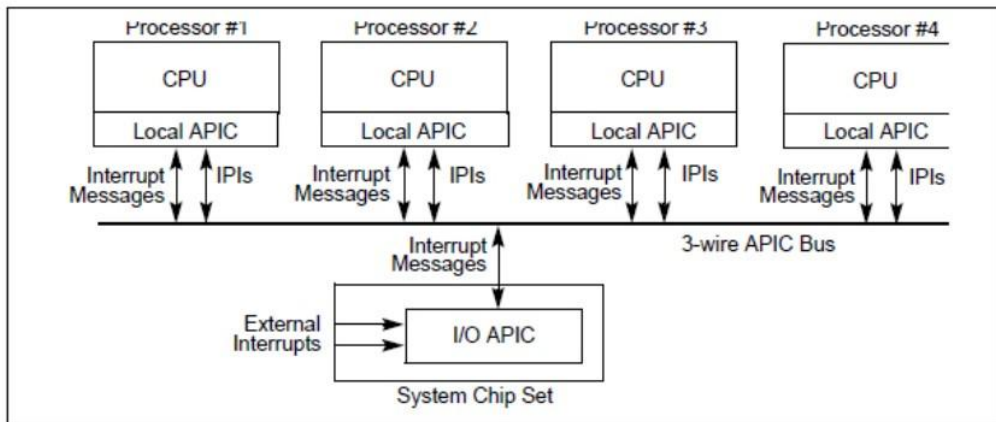 Processor #1
Processor #2
Processor #3
Processor #4
CPU
CPU
CPU
CPU
Local APIC
Local APIC
Local APIC
Local APIC
Interrupt
Messages
IPIs
Interrupt
Messages
IPIs
Interrupt
Messages
IPIs
Interrupt
Messages
IPIs
3-wire APIC Bus
Interrupt
Messages
External
Interrupts
I/O APIC
System Chip Set